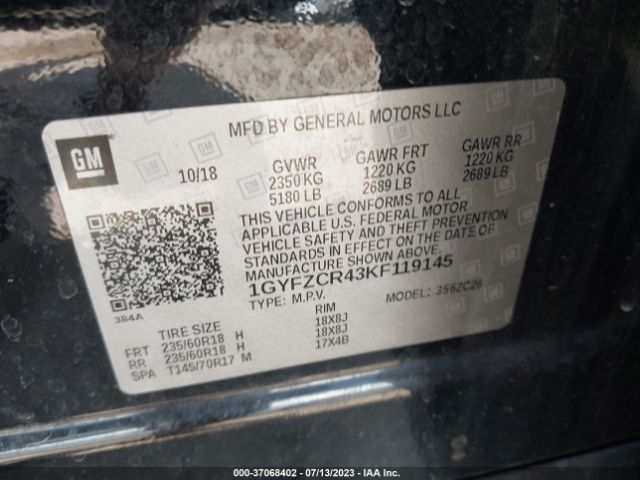 MFD BY GENERAL MOTORS LLC
GM
10/18
GVWR
2350 KG
5180 LB
GAWR FRT
1220 KG
2689 LB
GAWR RR
1220 KG
2689 LB
THIS VEHICLE CONFORMS TO ALL
APPLICABLE U.S. FEDERAL MOTOR
VEHICLE SAFETY AND THEFT PREVENTION
STANDARDS IN EFFECT ON THE DATE OF
MANUFACTURE SHOWN ABOVE.
1GYFZCR43KF119145
TYPE: M.P.V. MODEL: 356ZC26
384A
TIRE SIZE RIM
FRT 235/60R18 H 18X8J
RR 235/60R18 H 18X8J
SPA T145/70R17 M 17X4B
000-37068402 - 07/13/2023 - IAA Inc.